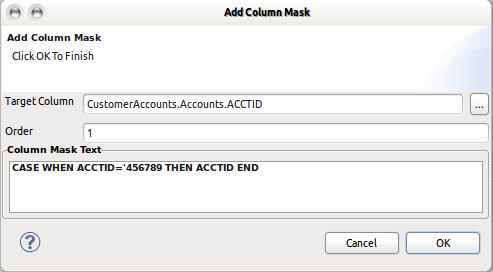 Add Column Mask
Add Column Mask
Click OK To Finish
Target Column CustomerAccounts.Accounts.ACCTID ...
Order 1
Column Mask Text
CASE WHEN ACCTID='456789 THEN ACCTID END
? Cancel OK